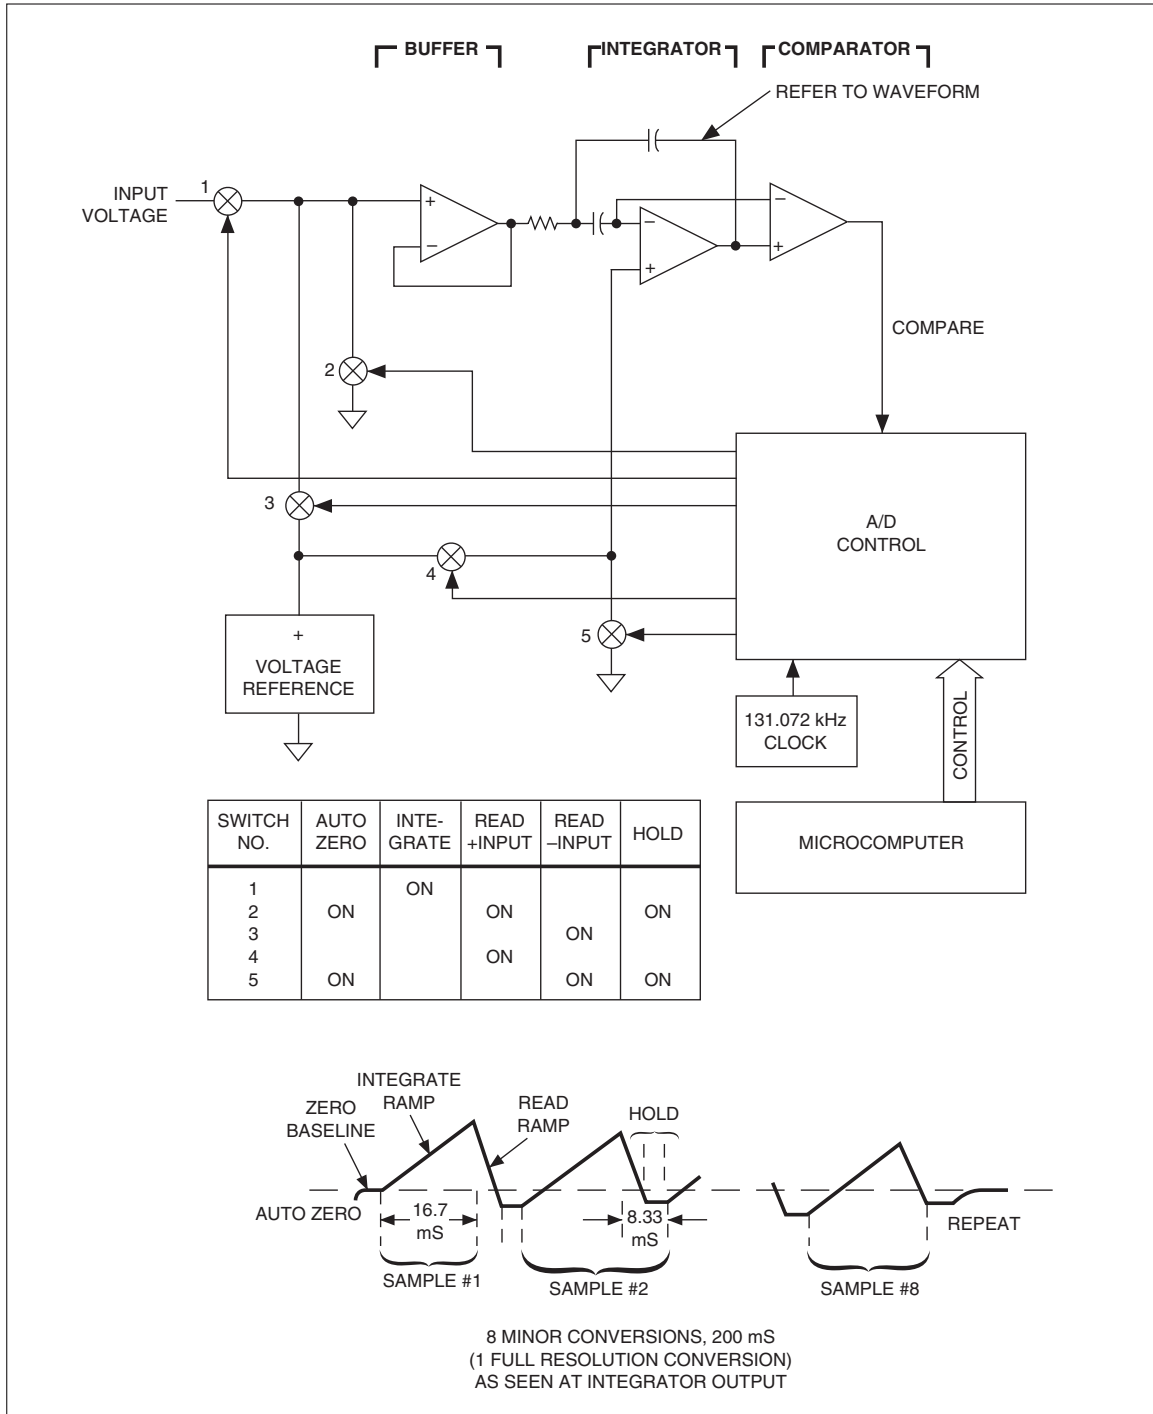 BUFFER INTEGRATOR COMPARATOR
REFER TO WAVEFORM
INPUT
VOLTAGE
1
+
−
−
+
−
+
COMPARE
2
3
4
5
A/D
CONTROL
+
VOLTAGE
REFERENCE
131.072 kHz
CLOCK
CONTROL
MICROCOMPUTER
SWITCH NO. AUTO ZERO INTE-GRATE READ +INPUT READ –INPUT HOLD
1 ON
2 ON ON ON
3 ON
4 ON
5 ON ON ON
INTEGRATE
RAMP
ZERO
BASELINE
READ
RAMP
HOLD
AUTO ZERO
16.7
mS
8.33
mS
REPEAT
SAMPLE #1
SAMPLE #2
SAMPLE #8
8 MINOR CONVERSIONS, 200 mS
(1 FULL RESOLUTION CONVERSION)
AS SEEN AT INTEGRATOR OUTPUT